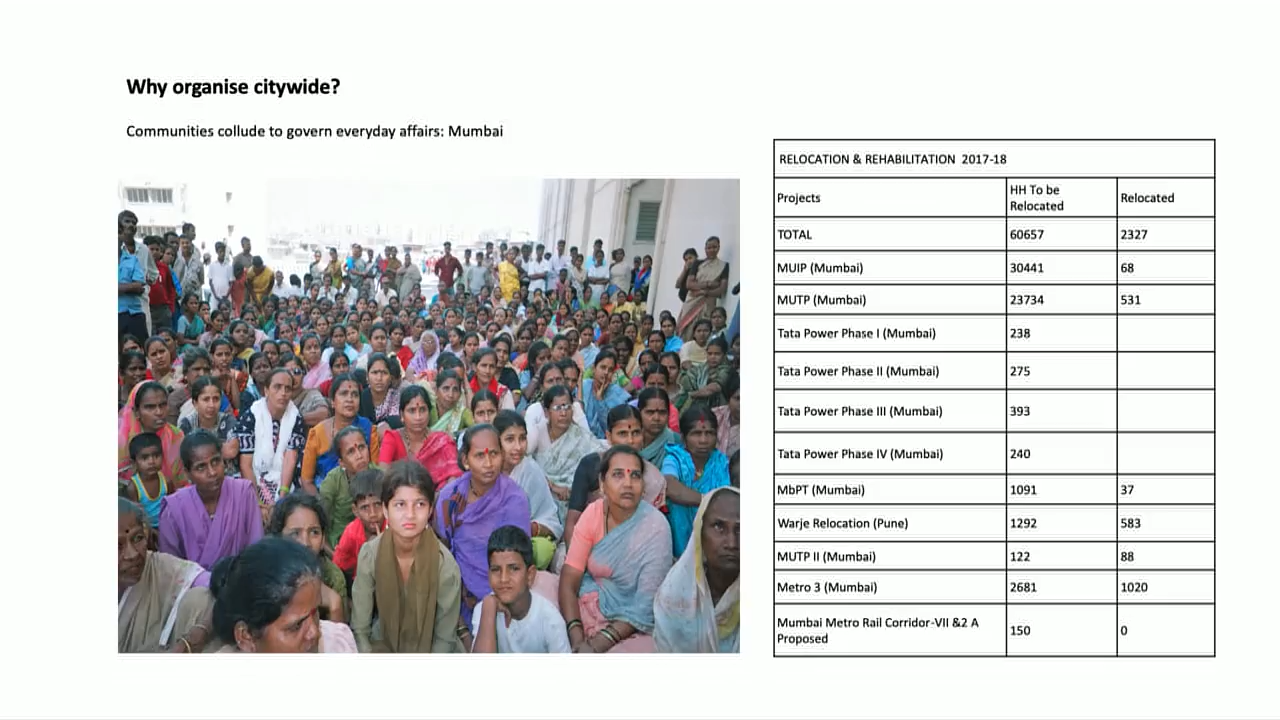 Why organise citywide?
Communities collude to govern everyday affairs: Mumbai
RELOCATION & REHABILITATION 2017-18
Projects
HH To be
Relocated
Relocated
TOTAL 60657 2327
MUIP (Mumbai) 30441 68
MUTP (Mumbai) 23734 531
Tata Power Phase I (Mumbai) 238
Tata Power Phase II (Mumbai) 275
Tata Power Phase III (Mumbai) 393
Tata Power Phase IV (Mumbai) 240
MbPT (Mumbai) 1091 37
Warje Relocation (Pune) 1292 583
MUTP II (Mumbai) 122 88
Metro 3 (Mumbai) 2681 1020
Mumbai Metro Rail Corridor-VII &2 A
Proposed
150 0